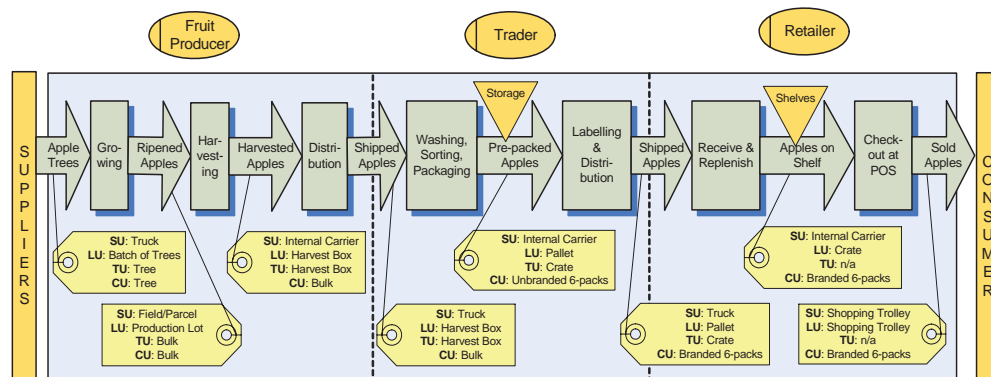 Fruit
Producer
Trader
Retailer
SUPPLIERS
Apple
Trees
Gro-
wing
Ripened
Apples
Har-
vest-
ing
Harvested
Apples
Distri-
bution
Shipped
Apples
Washing,
Sorting,
Packaging
Storage
Pre-packed
Apples
Labelling
&
Distri-
bution
Shipped
Apples
Receive &
Replenish
Shelves
Apples on
Shelf
Check-
out at
POS
Sold
Apples
CONSUMER
SU: Truck
LU: Batch of Trees
TU: Tree
CU: Tree
SU: Field/Parcel
LU: Production Lot
TU: Bulk
CU: Bulk
SU: Internal Carrier
LU: Harvest Box
TU: Harvest Box
CU: Bulk
SU: Truck
LU: Harvest Box
TU: Harvest Box
CU: Bulk
SU: Internal Carrier
LU: Pallet
TU: Crate
CU: Unbranded 6-packs
SU: Truck
LU: Pallet
TU: Crate
CU: Branded 6-packs
SU: Internal Carrier
LU: Crate
TU: n/a
CU: Branded 6-packs
SU: Shopping Trolley
LU: Shopping Trolley
TU: n/a
CU: Branded 6-packs